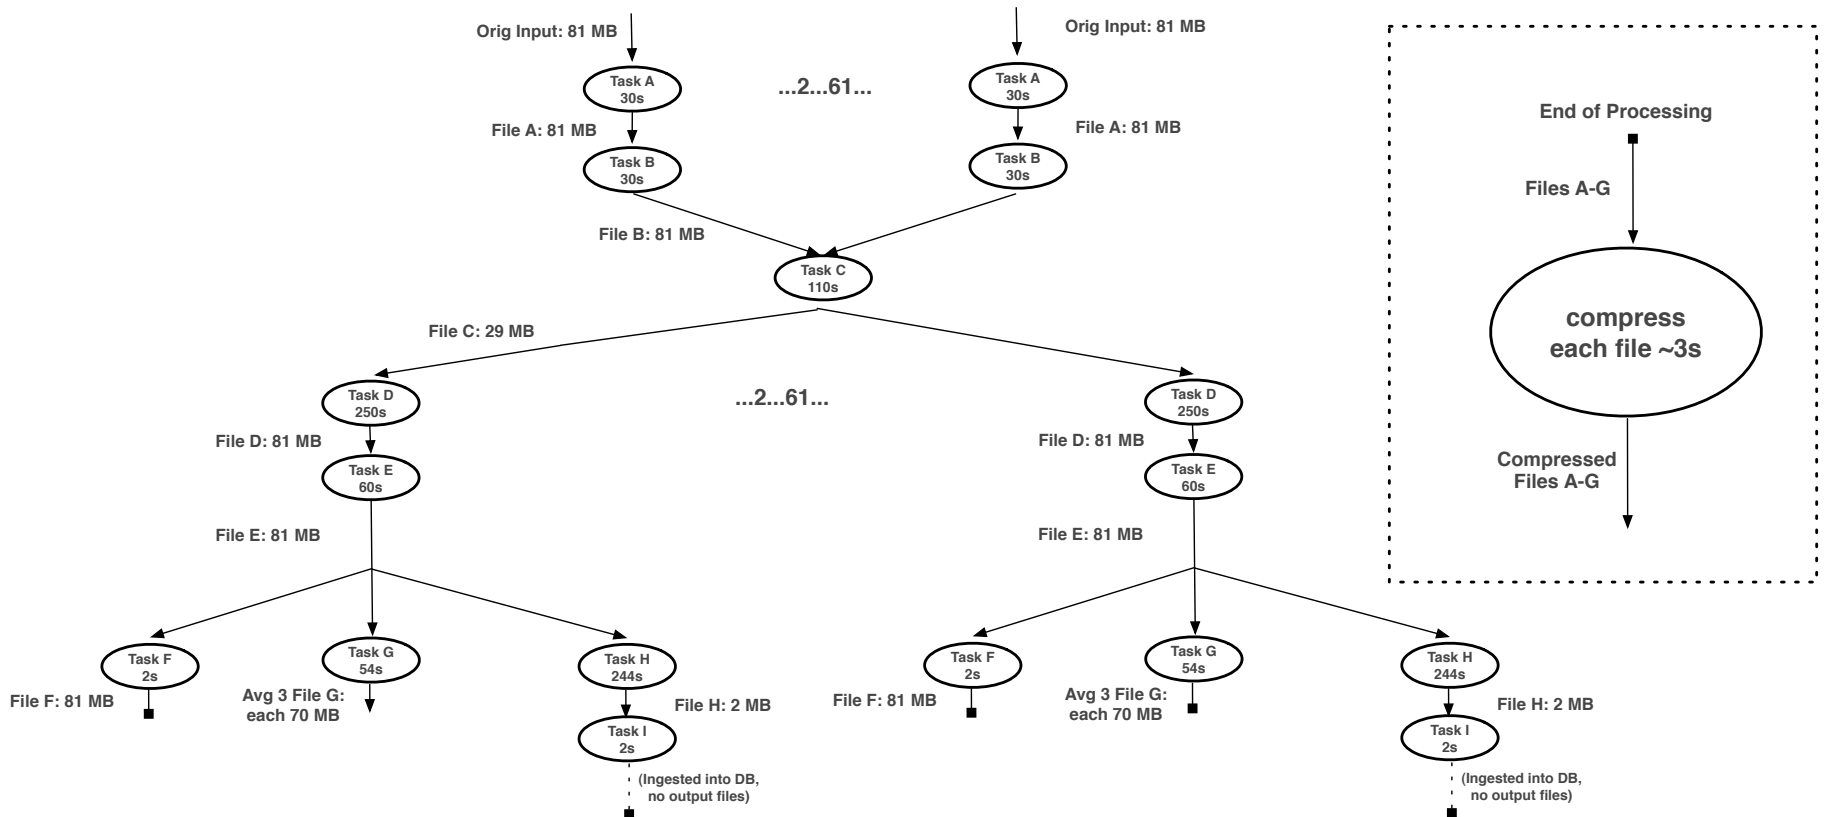 Orig Input: 81 MB
Task A
30s
File A: 81 MB
Task B
30s
File B: 81 MB
...2...61...
Orig Input: 81 MB
Task A
30s
File A: 81 MB
Task B
30s
Task C
110s
File C: 29 MB
Task D
250s
File D: 81 MB
Task E
60s
File E: 81 MB
Task F
2s
File F: 81 MB
Task G
54s
Avg 3 File G:
each 70 MB
Task H
244s
File H: 2 MB
Task I
2s
(Ingested into DB,
no output files)
...2...61...
Task D
250s
File D: 81 MB
Task E
60s
File E: 81 MB
Task F
2s
File F: 81 MB
Task G
54s
Avg 3 File G:
each 70 MB
Task H
244s
File H: 2 MB
Task I
2s
(Ingested into DB,
no output files)
End of Processing
Files A-G
compress
each file ~3s
Compressed
Files A-G